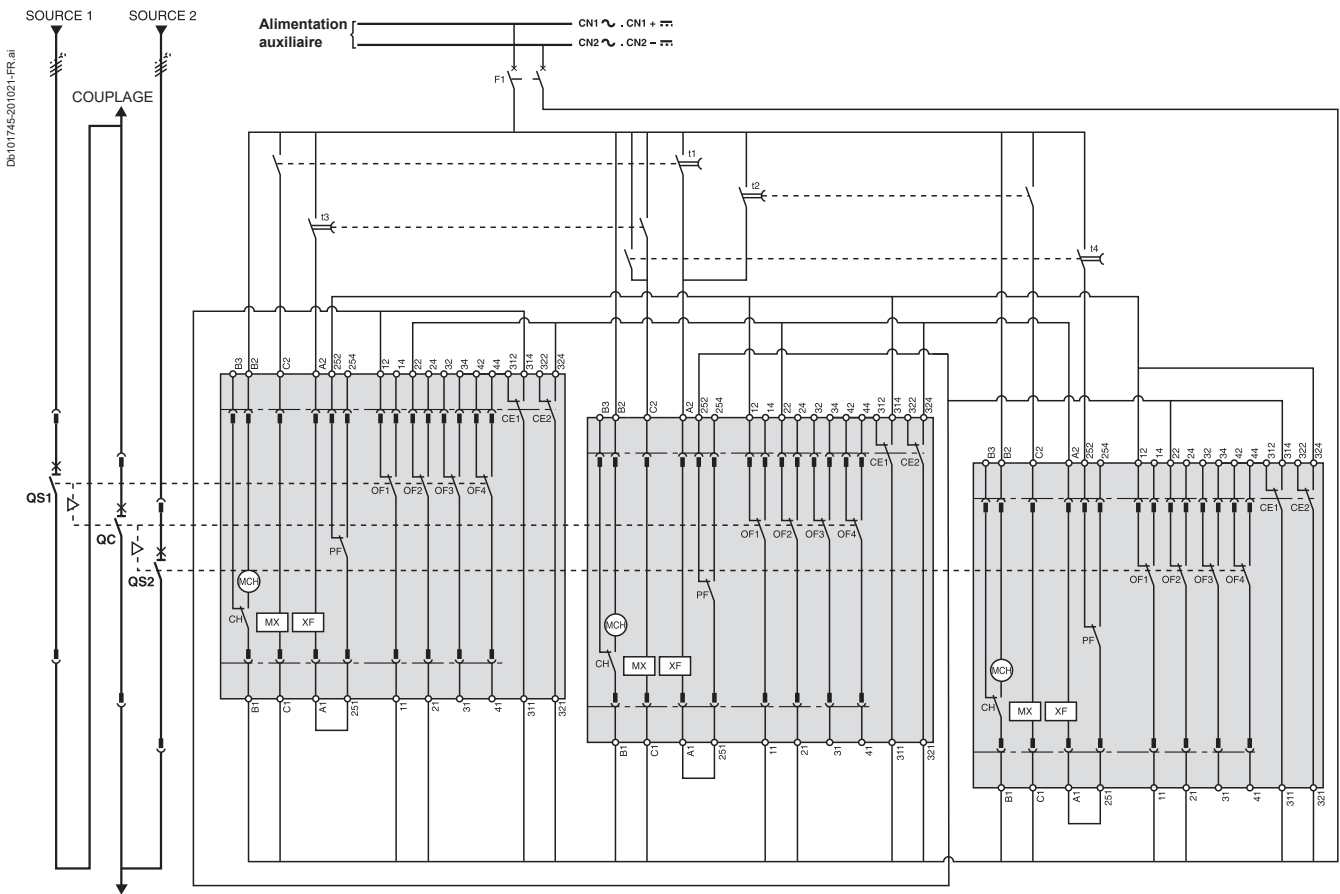 SOURCE 1
SOURCE 2
Alimentation
auxiliaire
CN1 ∿ . CN1 + ⎓
CN2 ∿ . CN2 − ⎓
Db101745-201021-FR.ai
F1
COUPLAGE
t1
t2
t3
t4
B3 B2 C2 A2 252 254 12 14 22 24 32 34 42 44 312 314 322 324
CE1 CE2
OF1 OF2 OF3 OF4
PF
MCH
CH MX XF
B1 C1 A1 251 11 21 31 41 311 321
B3 B2 C2 A2 252 254 12 14 22 24 32 34 42 44 312 314 322 324
CE1 CE2
OF1 OF2 OF3 OF4
PF
MCH
CH MX XF
B1 C1 A1 251 11 21 31 41 311 321
B3 B2 C2 A2 252 254 12 14 22 24 32 34 42 44 312 314 322 324
CE1 CE2
OF1 OF2 OF3 OF4
PF
MCH
CH MX XF
B1 C1 A1 251 11 21 31 41 311 321
QS1
QC
QS2